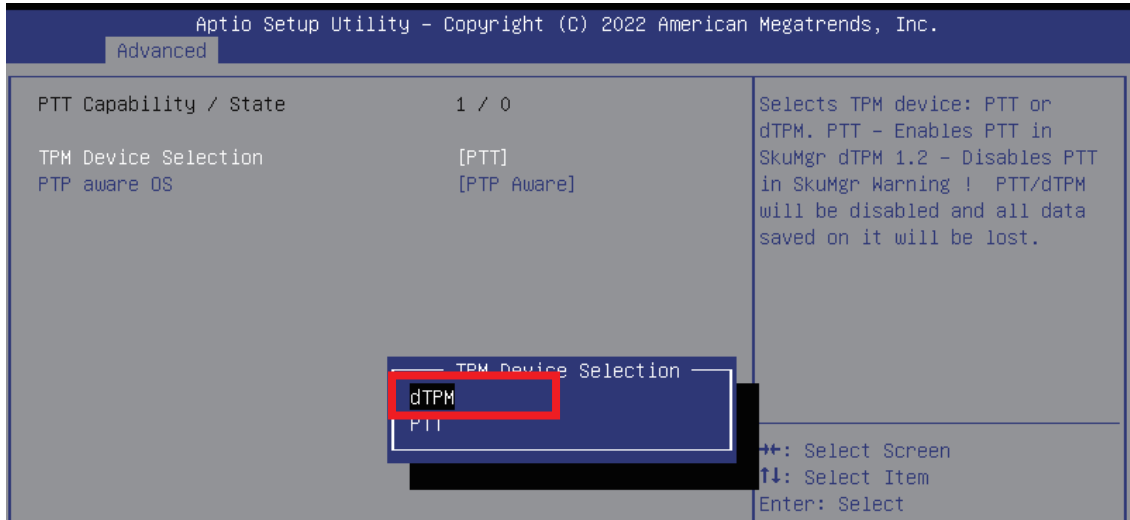 Aptio Setup Utility – Copyright (C) 2022 American Megatrends, Inc.
Advanced
PTT Capability / State 1 / 0
TPM Device Selection [PTT]
PTP aware OS [PTP Aware]
Selects TPM device: PTT or
dTPM. PTT – Enables PTT in
SkuMgr dTPM 1.2 – Disables PTT
in SkuMgr Warning ! PTT/dTPM
will be disabled and all data
saved on it will be lost.
TPM Device Selection
dTPM
PTT
→←: Select Screen
↑↓: Select Item
Enter: Select